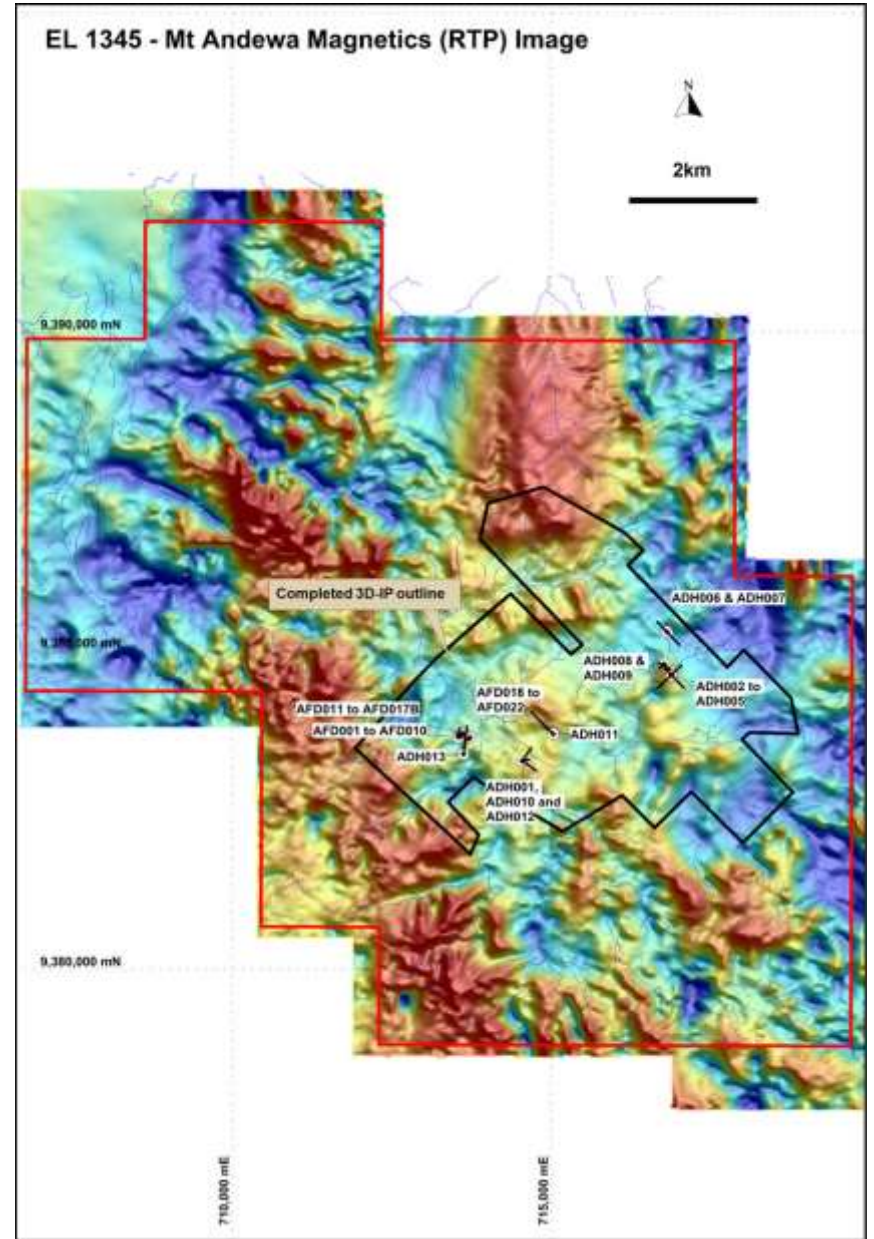 EL 1345 - Mt Andewa Magnetics (RTP) Image
N
2km
9,390,000 mN
Completed 3D-IP outline
ADH006 & ADH007
ADH008 &
ADH009
ADH002 to
ADH005
AFD018 to
AFD022
AFD011 to AFD017B
AFD001 to AFD010
ADH011
ADH013
ADH001,
ADH010 and
ADH012
9,380,000 mN
710,000 mE
715,000 mE